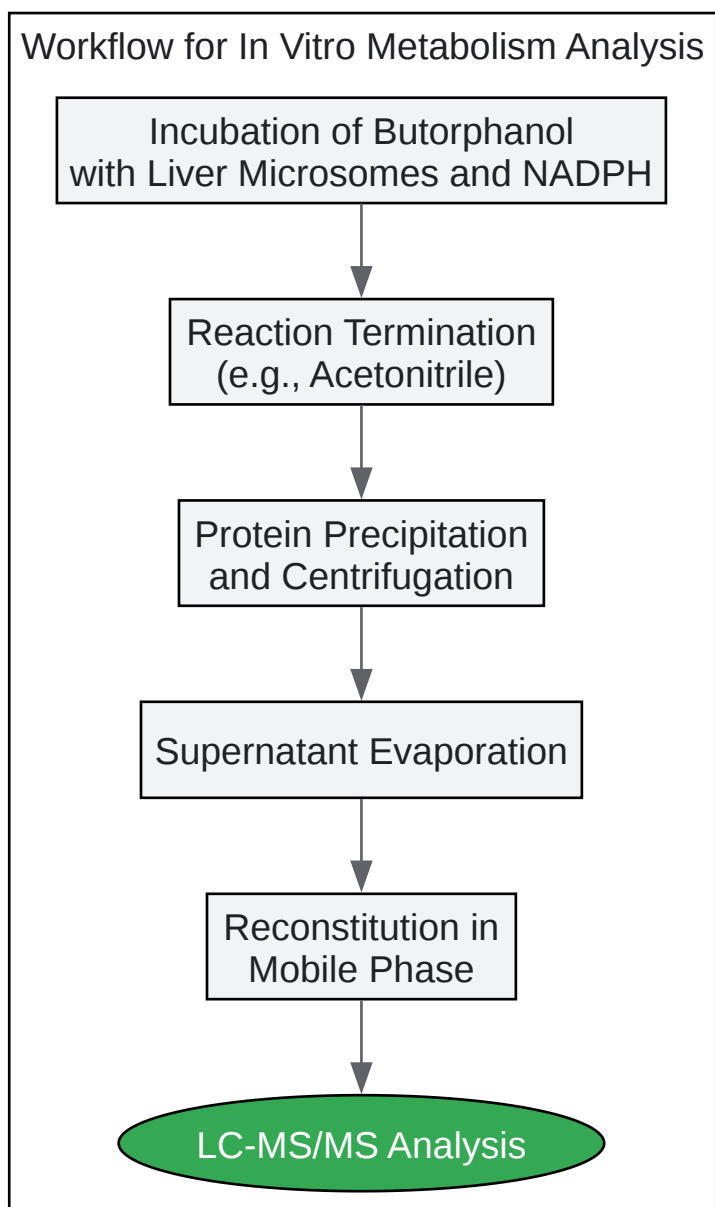 Workflow for In Vitro Metabolism Analysis
Incubation of Butorphanol
with Liver Microsomes and NADPH
Reaction Termination
(e.g., Acetonitrile)
Protein Precipitation
and Centrifugation
Supernatant Evaporation
Reconstitution in
Mobile Phase
LC-MS/MS Analysis